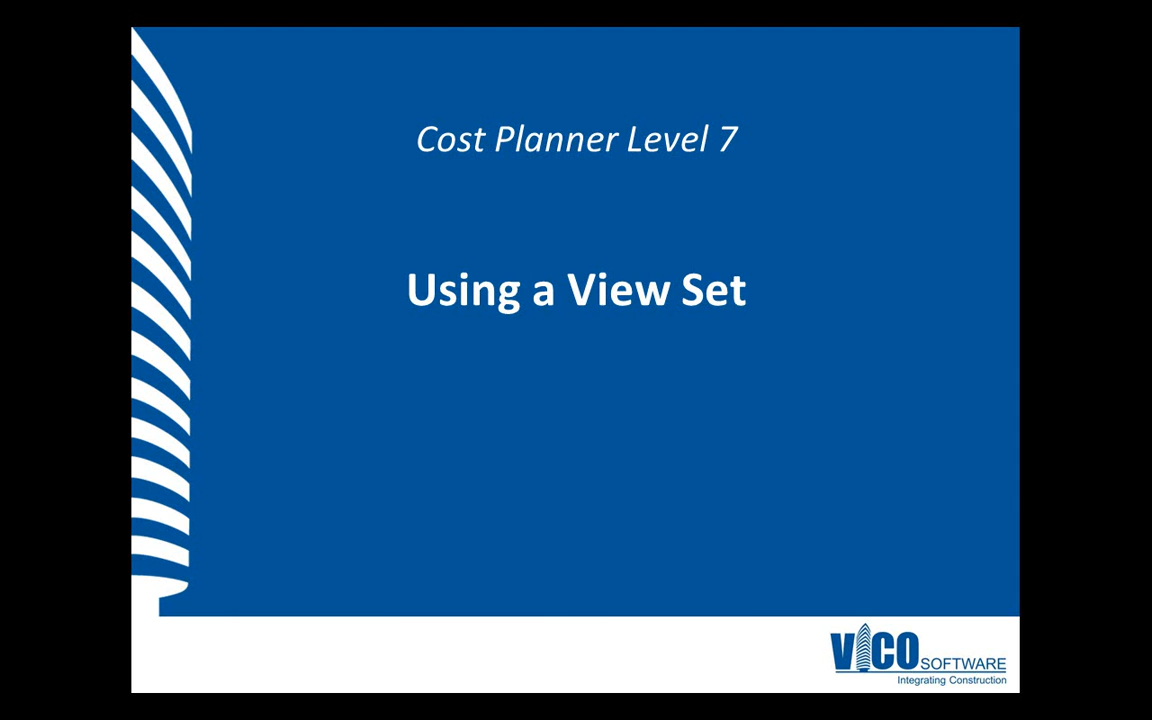 Cost Planner Level 7
Using a View Set
VICO SOFTWARE
Integrating Construction